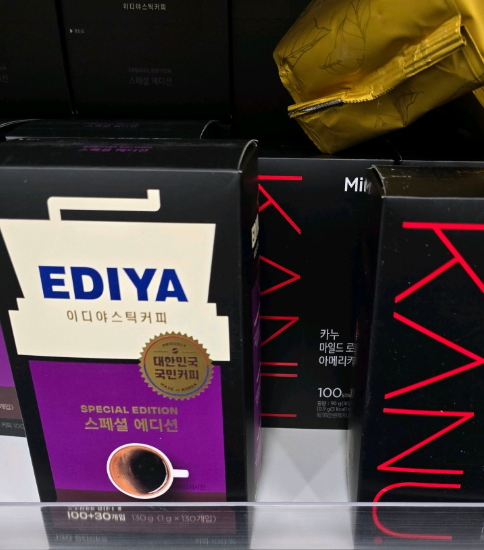 이디야스틱커피
스페셜 에디션
EDIYA
이디야스틱커피
대한민국
국민커피
SPECIAL EDITION
스페셜 에디션
100+30개입 130g (1g×130개입)
KANU
Min
카누
마일드 로
아메리카
100
KANU